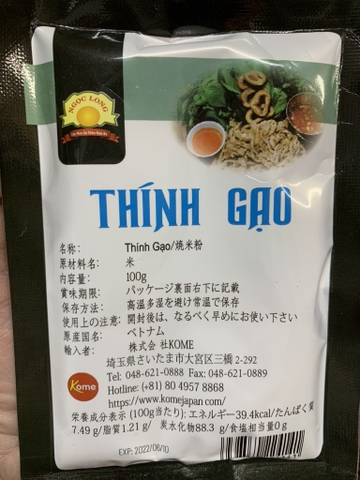 NGOC LONG
THÍNH GẠO
名称: Thính Gạo/焼米粉
原材料名: 米
内容量: 100g
賞味期限: パッケージ裏面右下に記載
保存方法: 高温多湿を避け常温で保存
使用上の注意: 開封後は、なるべく早めにお使い下さい
原産国名: ベトナム
輸入者: 株式会 社KOME
埼玉県さいたま市大宮区三橋 2-292
Tel: 048-621-0888 Fax: 048-621-0889
Hotline: (+81) 80 4957 8868
https://www.komejapan.com/
Kome
栄養成分表示 (100g当たり): エネルギー39.4kcal/たんぱく質
7.49 g/脂質1.21 g/ 炭水化物88.3 g/食塩相当量0 g
EXP: 2022/06/10